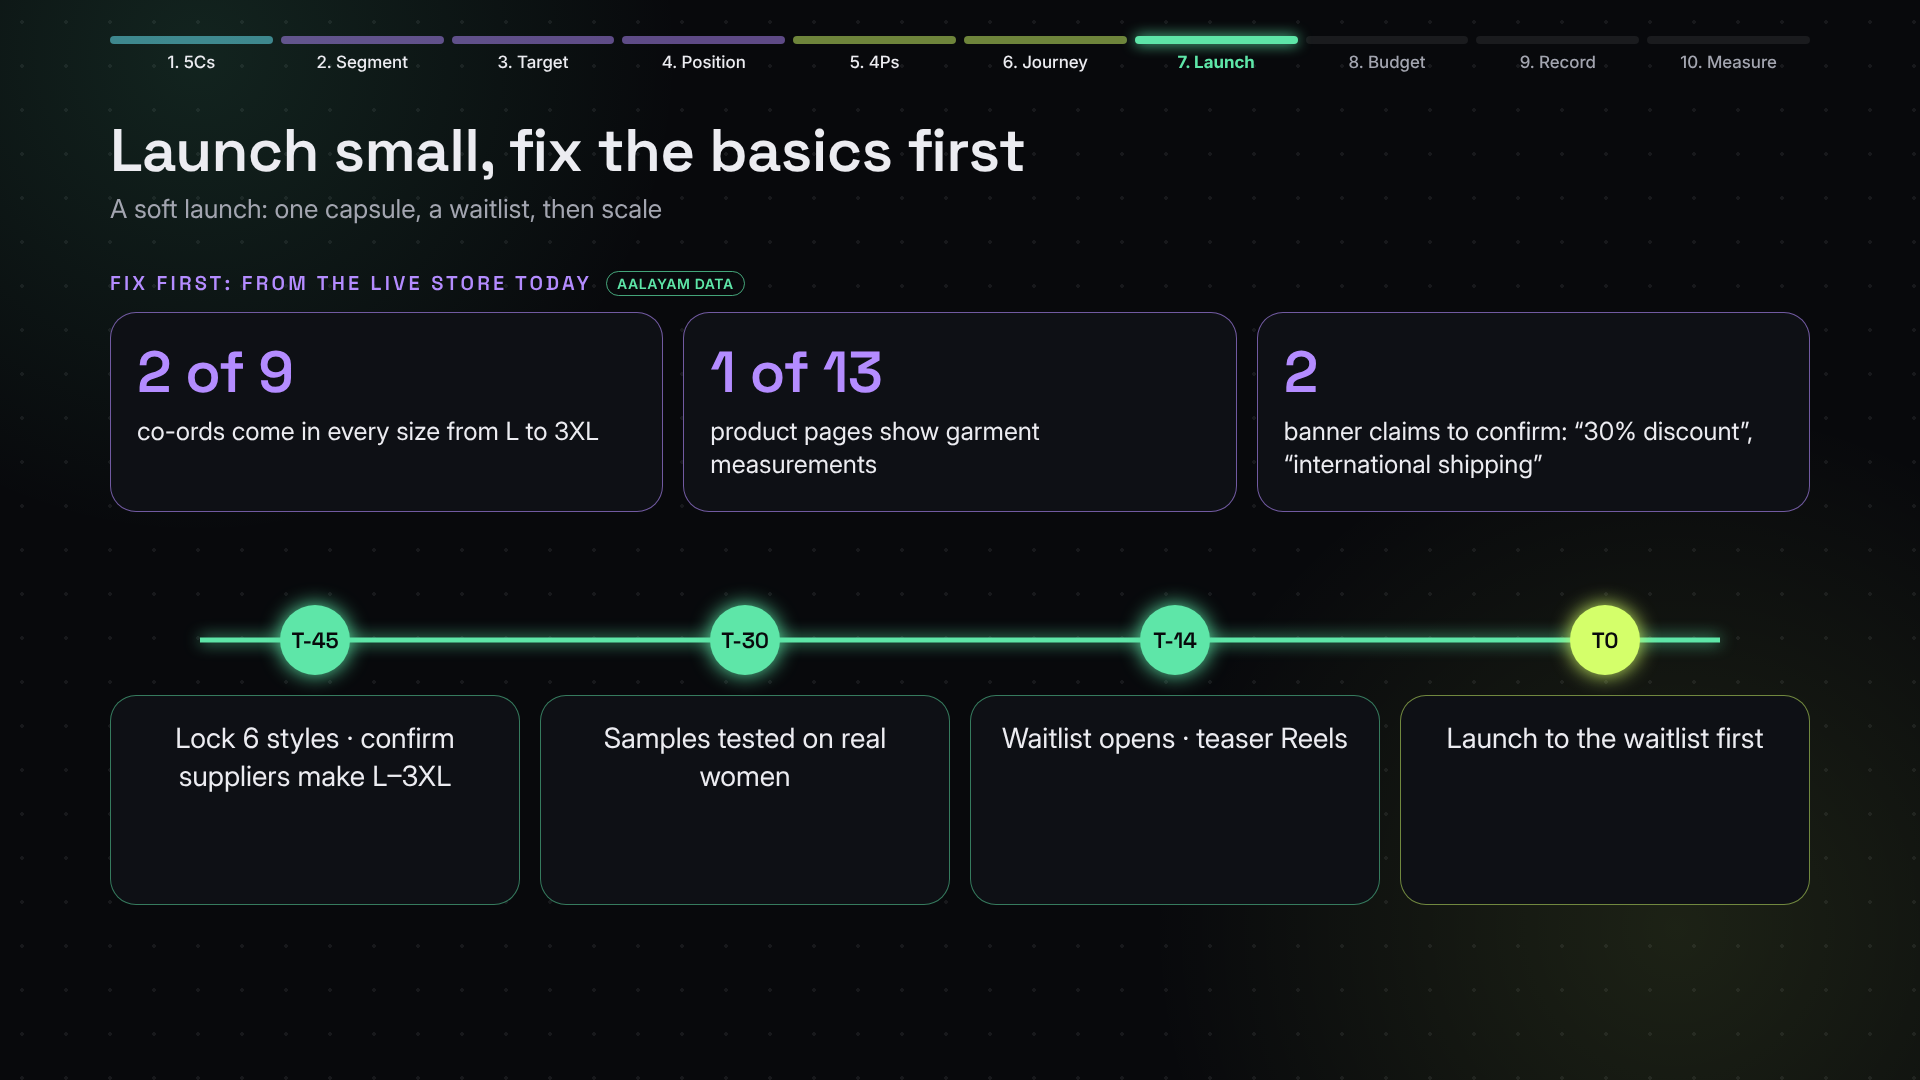 1. 5Cs
2. Segment
3. Target
4. Position
5. 4Ps
6. Journey
7. Launch
8. Budget
9. Record
10. Measure
Launch small, fix the basics first
A soft launch: one capsule, a waitlist, then scale
FIX FIRST: FROM THE LIVE STORE TODAY
AALAYAM DATA
2 of 9
co-ords come in every size from L to 3XL
1 of 13
product pages show garment
measurements
2
banner claims to confirm: “30% discount”,
“international shipping”
T-45
T-30
T-14
T0
Lock 6 styles · confirm
suppliers make L–3XL
Samples tested on real
women
Waitlist opens · teaser Reels
Launch to the waitlist first